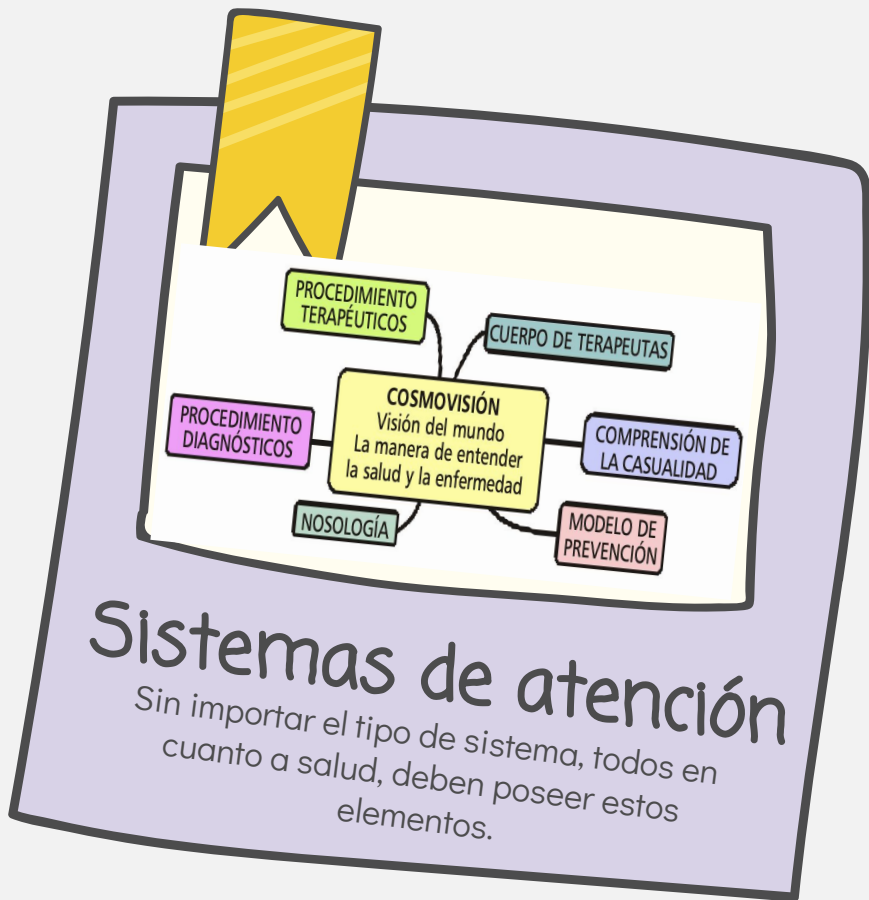 PROCEDIMIENTO
TERAPÉUTICOS
CUERPO DE TERAPEUTAS
COSMOVISIÓN
Visión del mundo
La manera de entender
la salud y la enfermedad
PROCEDIMIENTO
DIAGNÓSTICOS
COMPRENSIÓN DE
LA CASUALIDAD
NOSOLOGÍA
MODELO DE
PREVENCIÓN
Sistemas de atención
Sin importar el tipo de sistema, todos en
cuanto a salud, deben poseer estos
elementos.